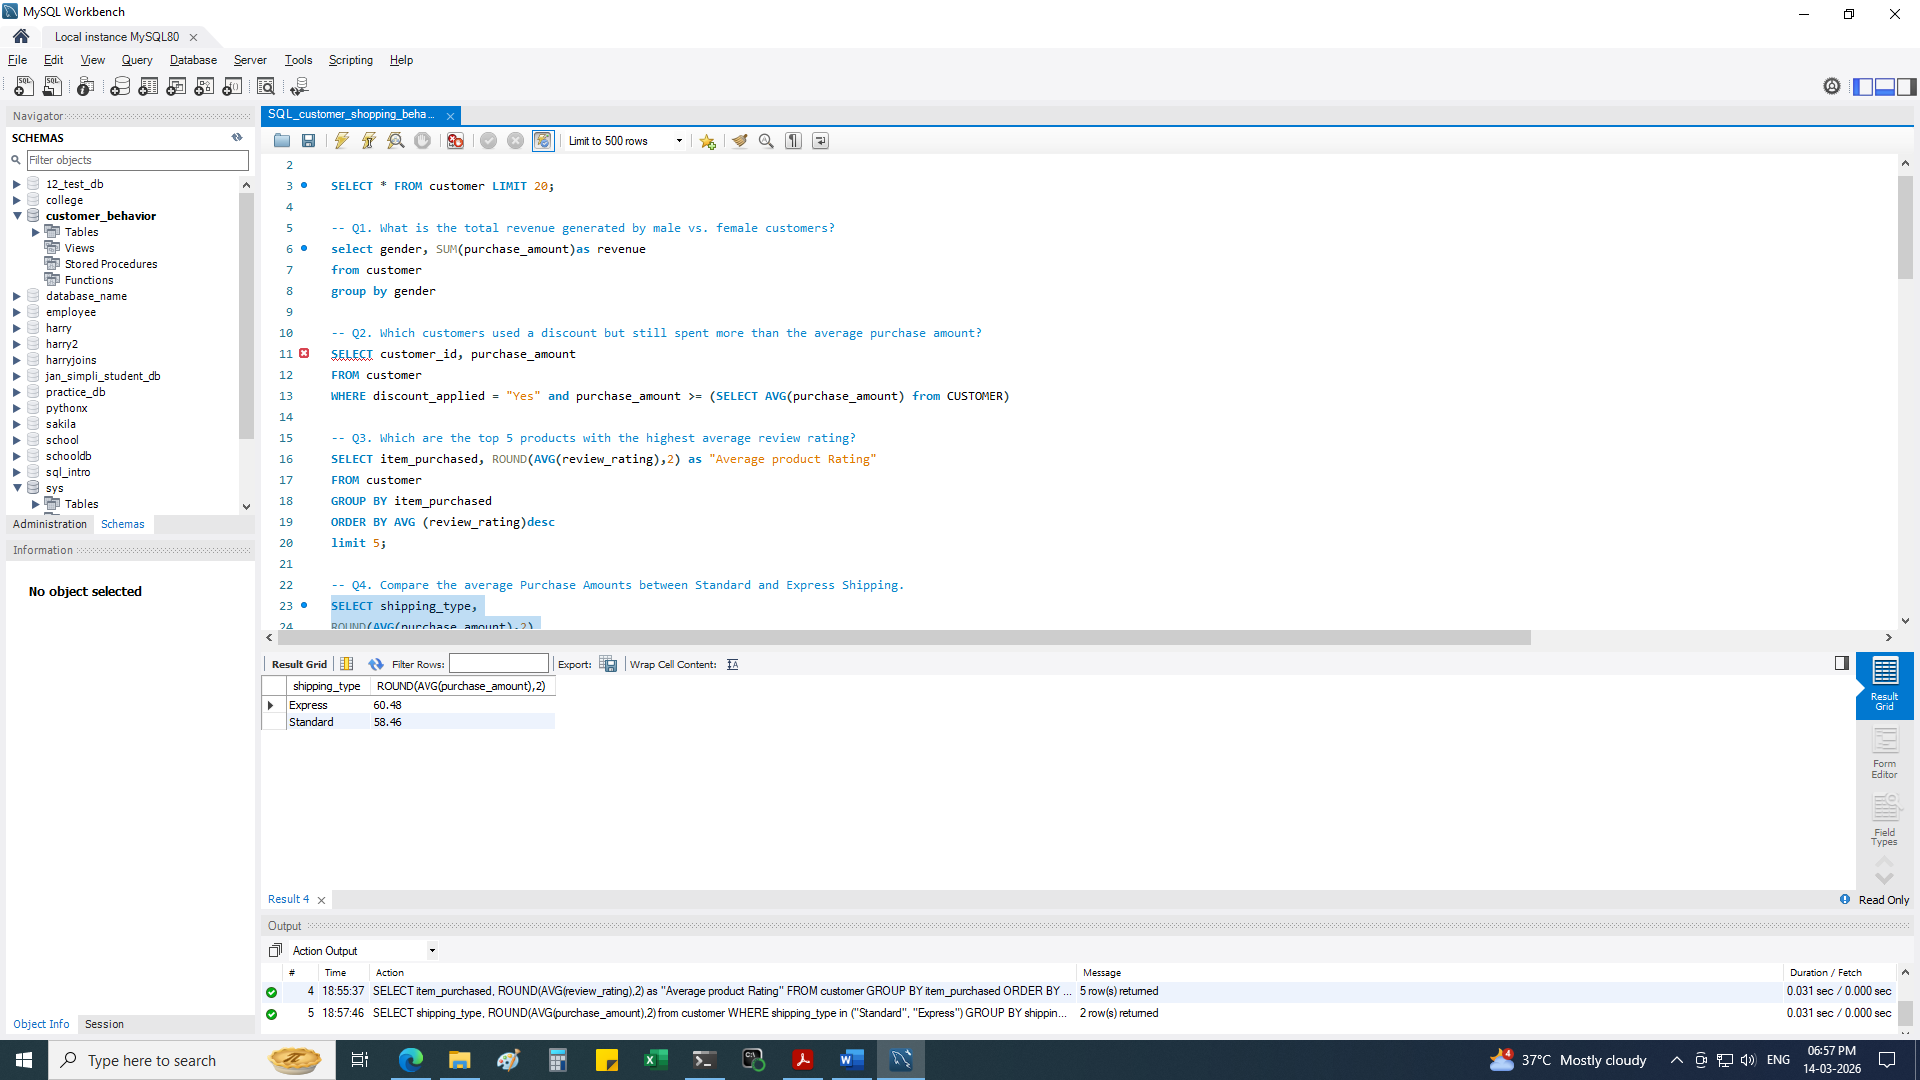 MySQL Workbench
Local instance MySQL80
File Edit View Query Database Server Tools Scripting Help
Navigator
SCHEMAS
Filter objects
12_test_db
college
customer_behavior
Tables
Views
Stored Procedures
Functions
database_name
employee
harry
harry2
harryjoins
jan_simpli_student_db
practice_db
pythonx
sakila
school
schooldb
sql_intro
sys
Tables
Administration Schemas
Information
No object selected
Object Info Session
SQL_customer_shopping_beha...
Limit to 500 rows
2
3 SELECT * FROM customer LIMIT 20;
4
5 -- Q1. What is the total revenue generated by male vs. female customers?
6 select gender, SUM(purchase_amount)as revenue
7 from customer
8 group by gender
9
10 -- Q2. Which customers used a discount but still spent more than the average purchase amount?
11 SELECT customer_id, purchase_amount
12 FROM customer
13 WHERE discount_applied = "Yes" and purchase_amount >= (SELECT AVG(purchase_amount) from CUSTOMER)
14
15 -- Q3. Which are the top 5 products with the highest average review rating?
16 SELECT item_purchased, ROUND(AVG(review_rating),2) as "Average product Rating"
17 FROM customer
18 GROUP BY item_purchased
19 ORDER BY AVG (review_rating)desc
20 limit 5;
21
22 -- Q4. Compare the average Purchase Amounts between Standard and Express Shipping.
23 SELECT shipping_type,
24 ROUND(AVG(purchase_amount),2)
Result Grid Filter Rows: Export: Wrap Cell Content:
shipping_type ROUND(AVG(purchase_amount),2)
Express 60.48
Standard 58.46
Result Grid
Form Editor
Field Types
Result 4
Read Only
Output
Action Output
# Time Action Message Duration / Fetch
4 18:55:37 SELECT item_purchased, ROUND(AVG(review_rating),2) as "Average product Rating" FROM customer GROUP BY item_purchased ORDER BY ... 5 row(s) returned 0.031 sec / 0.000 sec
5 18:57:46 SELECT shipping_type, ROUND(AVG(purchase_amount),2) from customer WHERE shipping_type in ("Standard", "Express") GROUP BY shippin... 2 row(s) returned 0.031 sec / 0.000 sec
Type here to search
4
37°C Mostly cloudy
ENG
06:57 PM
14-03-2026